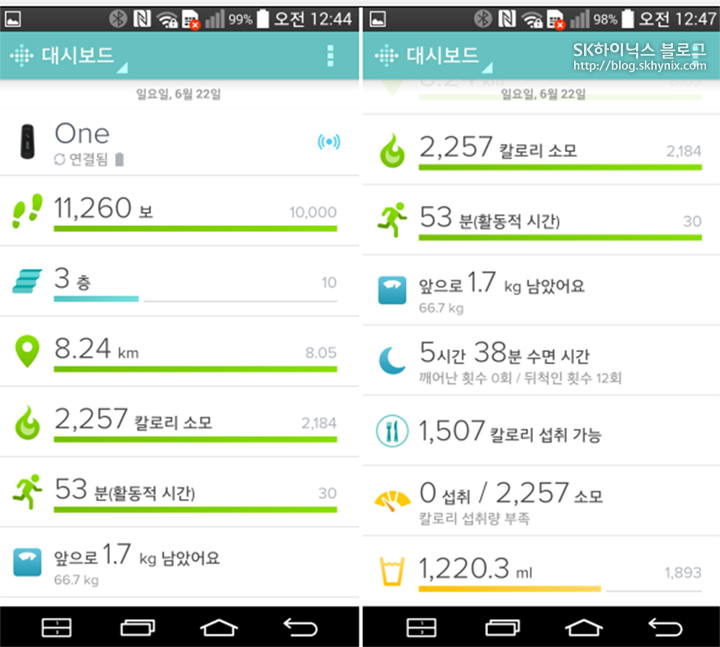 99% 오전 12:44
대시보드
일요일, 6월 22일
One
연결됨
11,260 보 10,000
3 층 10
8.24 km 8.05
2,257 칼로리 소모 2,184
53 분(활동적 시간) 30
앞으로 1.7 kg 남았어요
66.7 kg
98% 오전 12:47
대시보드
SK하이닉스 블로그
http://blog.skhynix.com
일요일, 6월 22일
2,257 칼로리 소모 2,184
53 분(활동적 시간) 30
앞으로 1.7 kg 남았어요
66.7 kg
5시간 38분 수면 시간
깨어난 횟수 0회 / 뒤척인 횟수 12회
1,507 칼로리 섭취 가능
0 섭취 / 2,257 소모
칼로리 섭취량 부족
1,220.3 ml 1,893